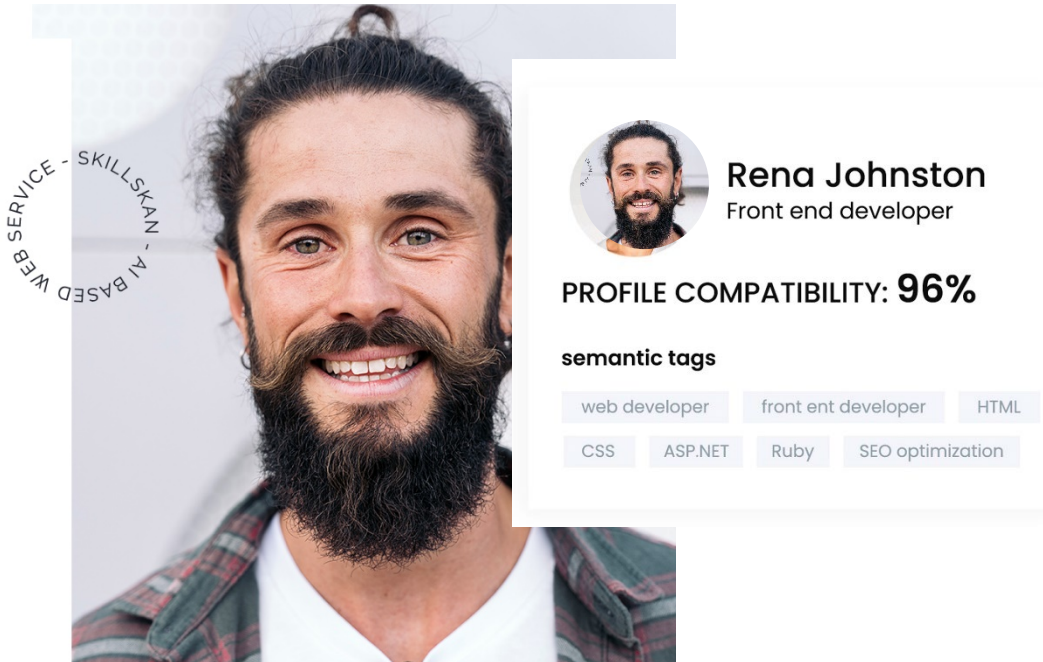 SKILLSKAN - AI BASED WEB SERVICE -
Rena Johnston
Front end developer
PROFILE COMPATIBILITY: 96%
semantic tags
web developer front ent developer HTML
CSS ASP.NET Ruby SEO optimization